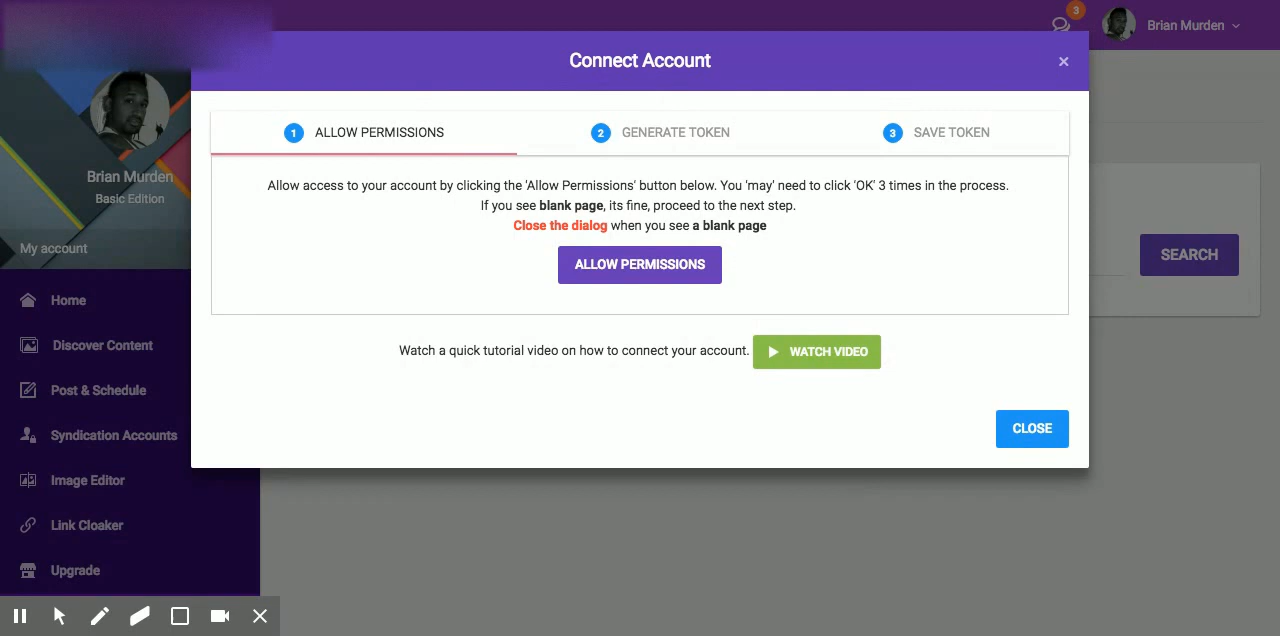 3
Brian Murden
Connect Account
×
1 ALLOW PERMISSIONS
2 GENERATE TOKEN
3 SAVE TOKEN
Allow access to your account by clicking the 'Allow Permissions' button below. You 'may' need to click 'OK' 3 times in the process.
If you see blank page, its fine, proceed to the next step.
Close the dialog when you see a blank page
ALLOW PERMISSIONS
Watch a quick tutorial video on how to connect your account. WATCH VIDEO
CLOSE
SEARCH
Brian Murden
Basic Edition
My account
Home
Discover Content
Post & Schedule
Syndication Accounts
Image Editor
Link Cloaker
Upgrade